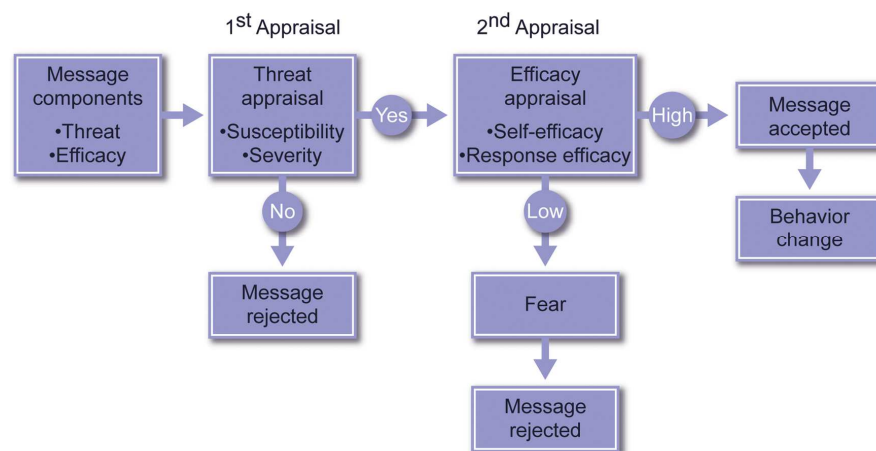 1st Appraisal
2nd Appraisal
Message
components
•Threat
•Efficacy
Threat
appraisal
•Susceptibility
•Severity
Yes
Efficacy
appraisal
•Self-efficacy
•Response efficacy
High
Message
accepted
No
Low
Behavior
change
Message
rejected
Fear
Message
rejected